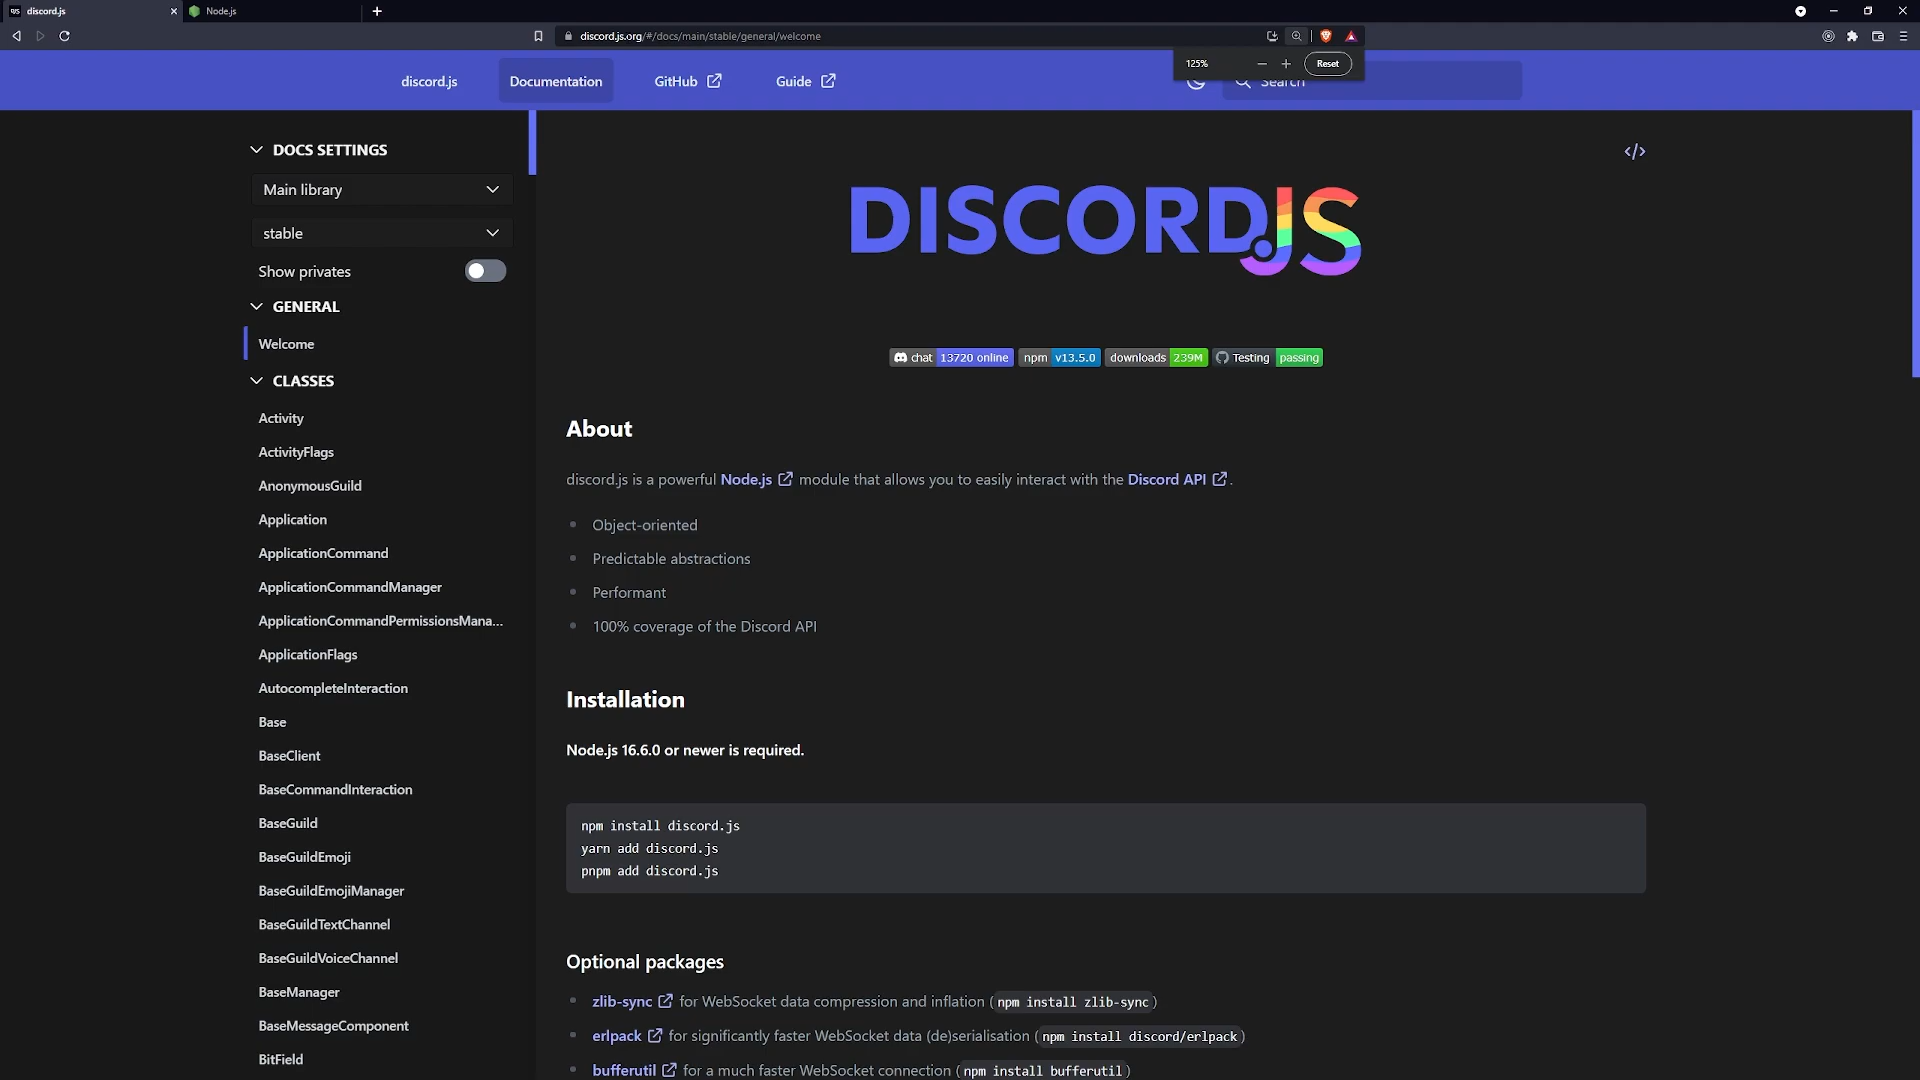 discord.js
Node.js
discord.js.org/#/docs/main/stable/general/welcome
125%
Reset
discord.js
Documentation
GitHub
Guide
Search
DOCS SETTINGS
Main library
stable
Show privates
GENERAL
Welcome
CLASSES
Activity
ActivityFlags
AnonymousGuild
Application
ApplicationCommand
ApplicationCommandManager
ApplicationCommandPermissionsMana...
ApplicationFlags
AutocompleteInteraction
Base
BaseClient
BaseCommandInteraction
BaseGuild
BaseGuildEmoji
BaseGuildEmojiManager
BaseGuildTextChannel
BaseGuildVoiceChannel
BaseManager
BaseMessageComponent
BitField
</>
DISCORD.JS
chat 13720 online npm v13.5.0 downloads 239M Testing passing
About
discord.js is a powerful Node.js module that allows you to easily interact with the Discord API .
Object-oriented
Predictable abstractions
Performant
100% coverage of the Discord API
Installation
Node.js 16.6.0 or newer is required.
npm install discord.js
yarn add discord.js
pnpm add discord.js
Optional packages
zlib-sync for WebSocket data compression and inflation (npm install zlib-sync)
erlpack for significantly faster WebSocket data (de)serialisation (npm install discord/erlpack)
bufferutil for a much faster WebSocket connection (npm install bufferutil)